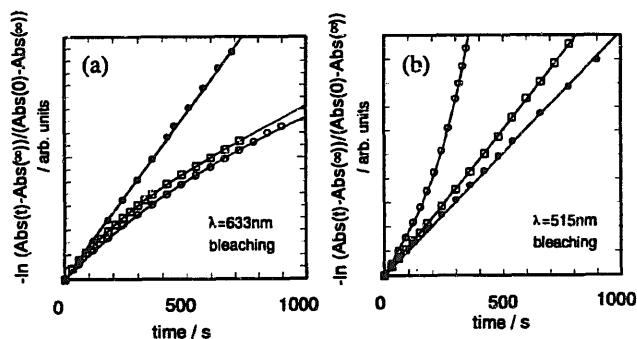 -ln (Abs(t)-Abs(∞))/(Abs(0)-Abs(∞)}
/ arb. units
(a)
λ=633nm
bleaching
0
500
1000
time / s
-ln (Abs(t)-Abs(∞))/(Abs(0)-Abs(∞)}
/ arb. units
(b)
λ=515nm
bleaching
0
500
1000
time / s